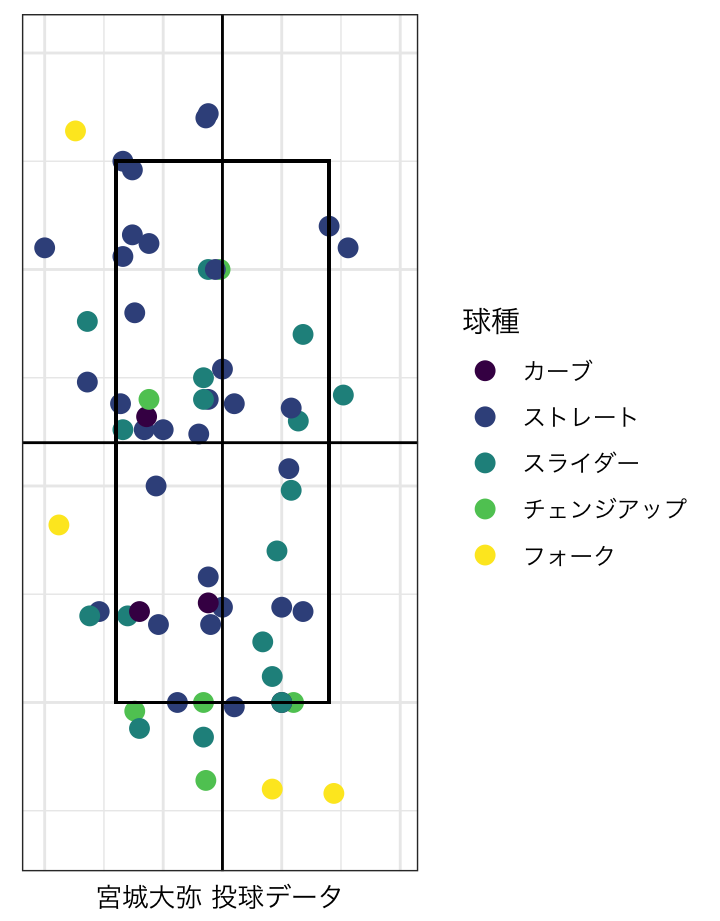 球種
カーブ
ストレート
スライダー
チェンジアップ
フォーク
宮城大弥 投球データ